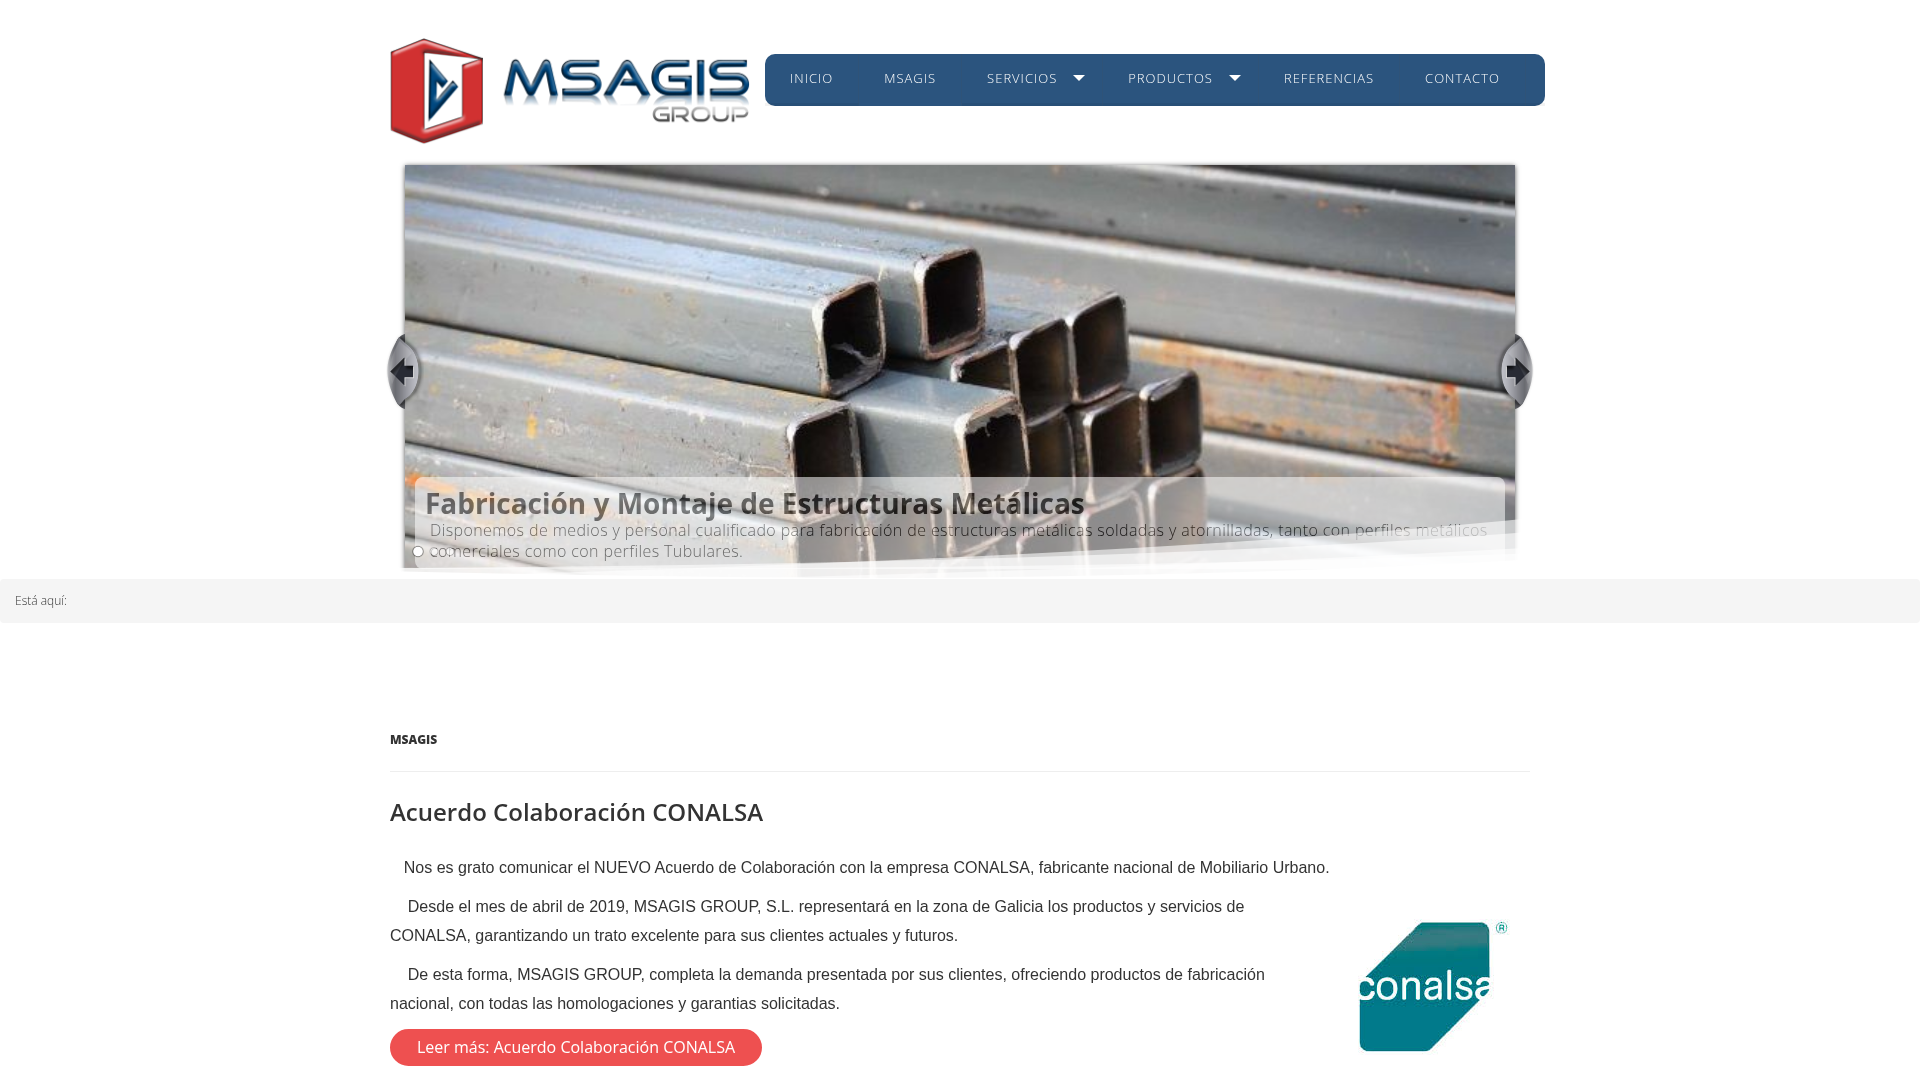 MSAGIS
GROUP
INICIO
MSAGIS
SERVICIOS
PRODUCTOS
REFERENCIAS
CONTACTO
Fabricación y Montaje de Estructuras Metálicas
Disponemos de medios y personal cualificado para fabricación de estructuras metálicas soldadas y atornilladas, tanto con perfiles metálicos
comerciales como con perfiles Tubulares.
Está aquí:
MSAGIS
Acuerdo Colaboración CONALSA
Nos es grato comunicar el NUEVO Acuerdo de Colaboración con la empresa CONALSA, fabricante nacional de Mobiliario Urbano.
Desde el mes de abril de 2019, MSAGIS GROUP, S.L. representará en la zona de Galicia los productos y servicios de
CONALSA, garantizando un trato excelente para sus clientes actuales y futuros.
De esta forma, MSAGIS GROUP, completa la demanda presentada por sus clientes, ofreciendo productos de fabricación
nacional, con todas las homologaciones y garantias solicitadas.
conalsa®
Leer más: Acuerdo Colaboración CONALSA